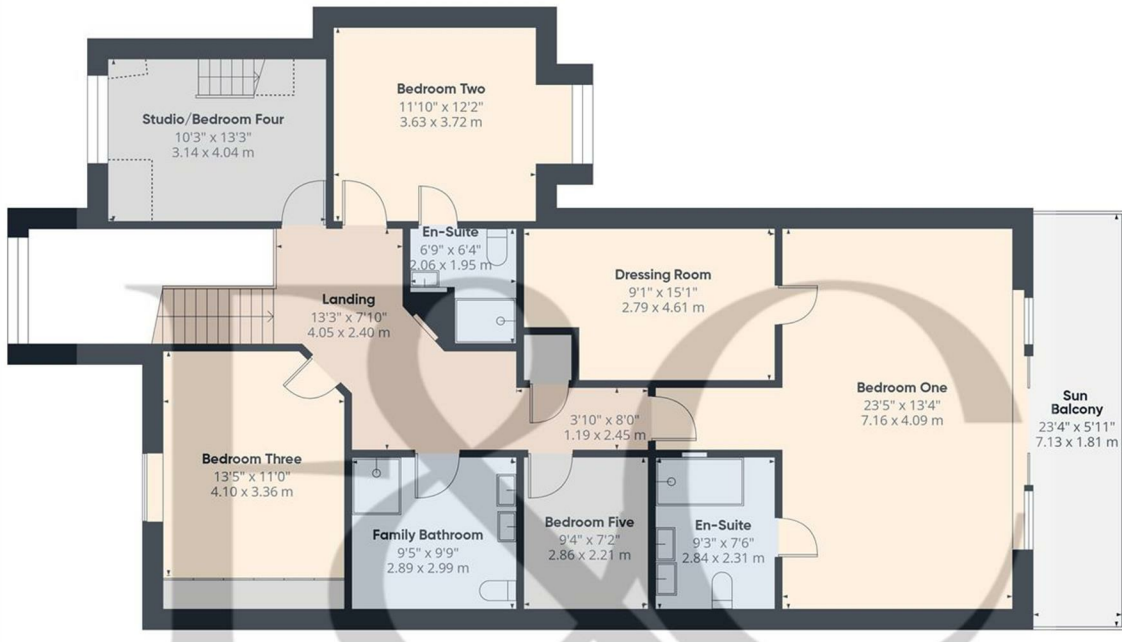 Bedroom Two
11'10" x 12'2"
3.63 x 3.72 m
Studio/Bedroom Four
10'3" x 13'3"
3.14 x 4.04 m
En-Suite
6'9" x 6'4"
2.06 x 1.95 m
Dressing Room
9'1" x 15'1"
2.79 x 4.61 m
Landing
13'3" x 7'10"
4.05 x 2.40 m
Bedroom One
23'5" x 13'4"
7.16 x 4.09 m
Sun
Balcony
23'4" x 5'11"
7.13 x 1.81 m
3'10" x 8'0"
1.19 x 2.45 m
Bedroom Three
13'5" x 11'0"
4.10 x 3.36 m
Family Bathroom
9'5" x 9'9"
2.89 x 2.99 m
Bedroom Five
9'4" x 7'2"
2.86 x 2.21 m
En-Suite
9'3" x 7'6"
2.84 x 2.31 m
F&C